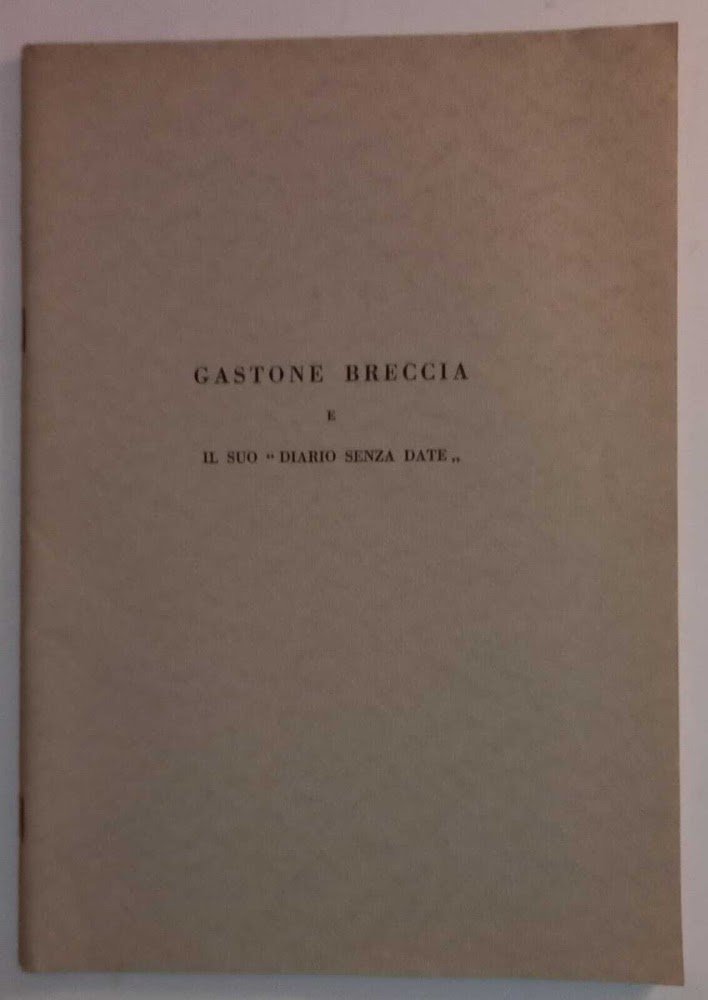 GASTONE BRECCIA
E
IL SUO “ DIARIO SENZA DATE „